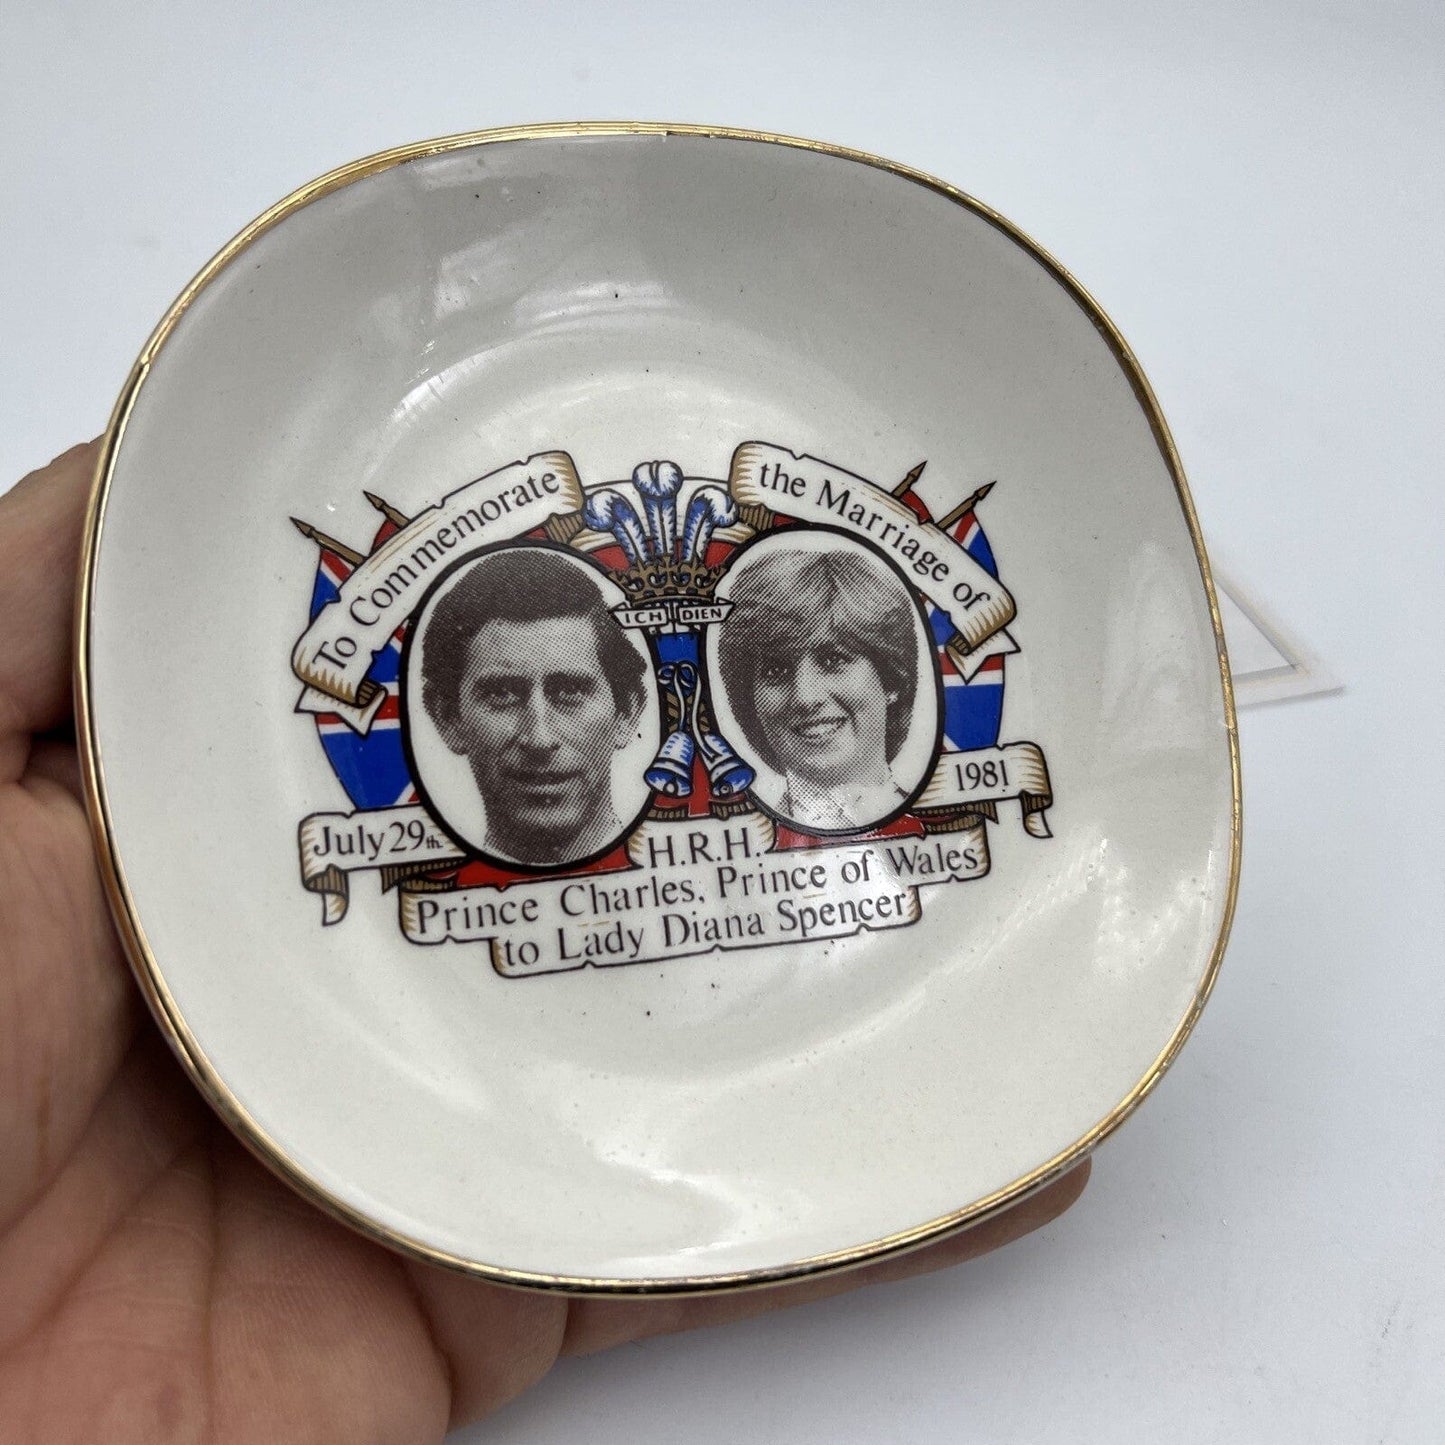 To Commemorate
the Marriage of
ICH DIEN
July 29th.
1981
H.R.H.
Prince Charles, Prince of Wales
to Lady Diana Spencer